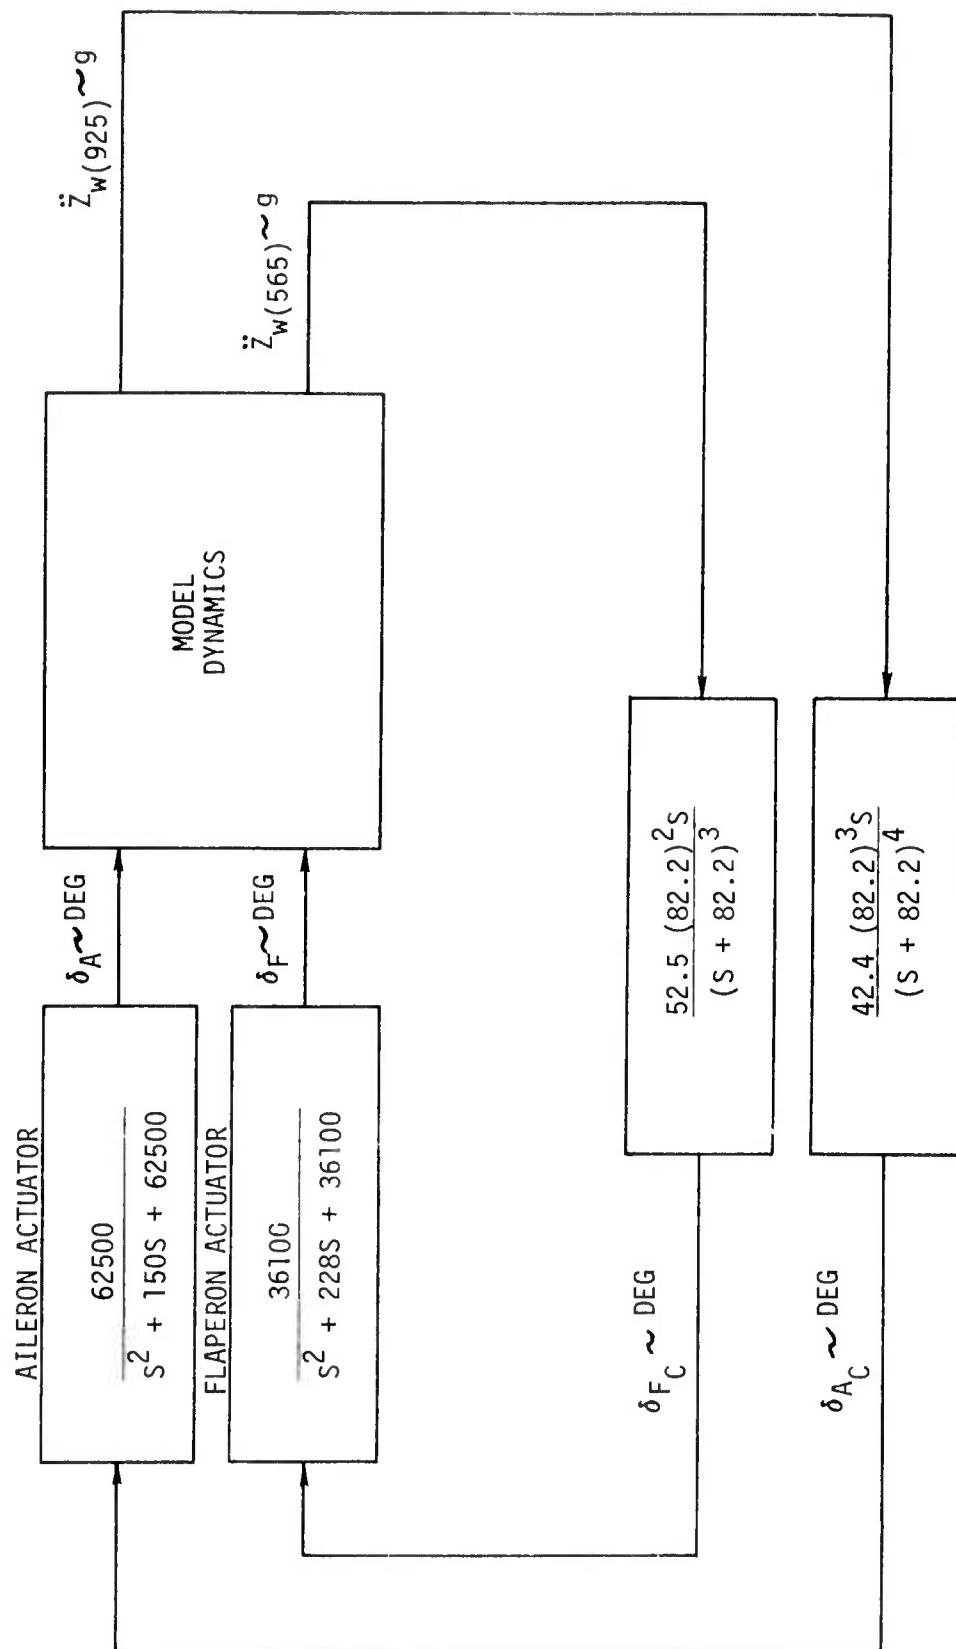 AILERON ACTUATOR
62500
S² + 150S + 62500
δA ~ DEG
FLAPERON ACTUATOR
36100
S² + 228S + 36100
δF ~ DEG
MODEL
DYNAMICS
Z̈W(925) ~ g
Z̈W(565) ~ g
52.5 (82.2)²S
(S + 82.2)³
δFC ~ DEG
42.4 (82.2)³S
(S + 82.2)⁴
δAC ~ DEG